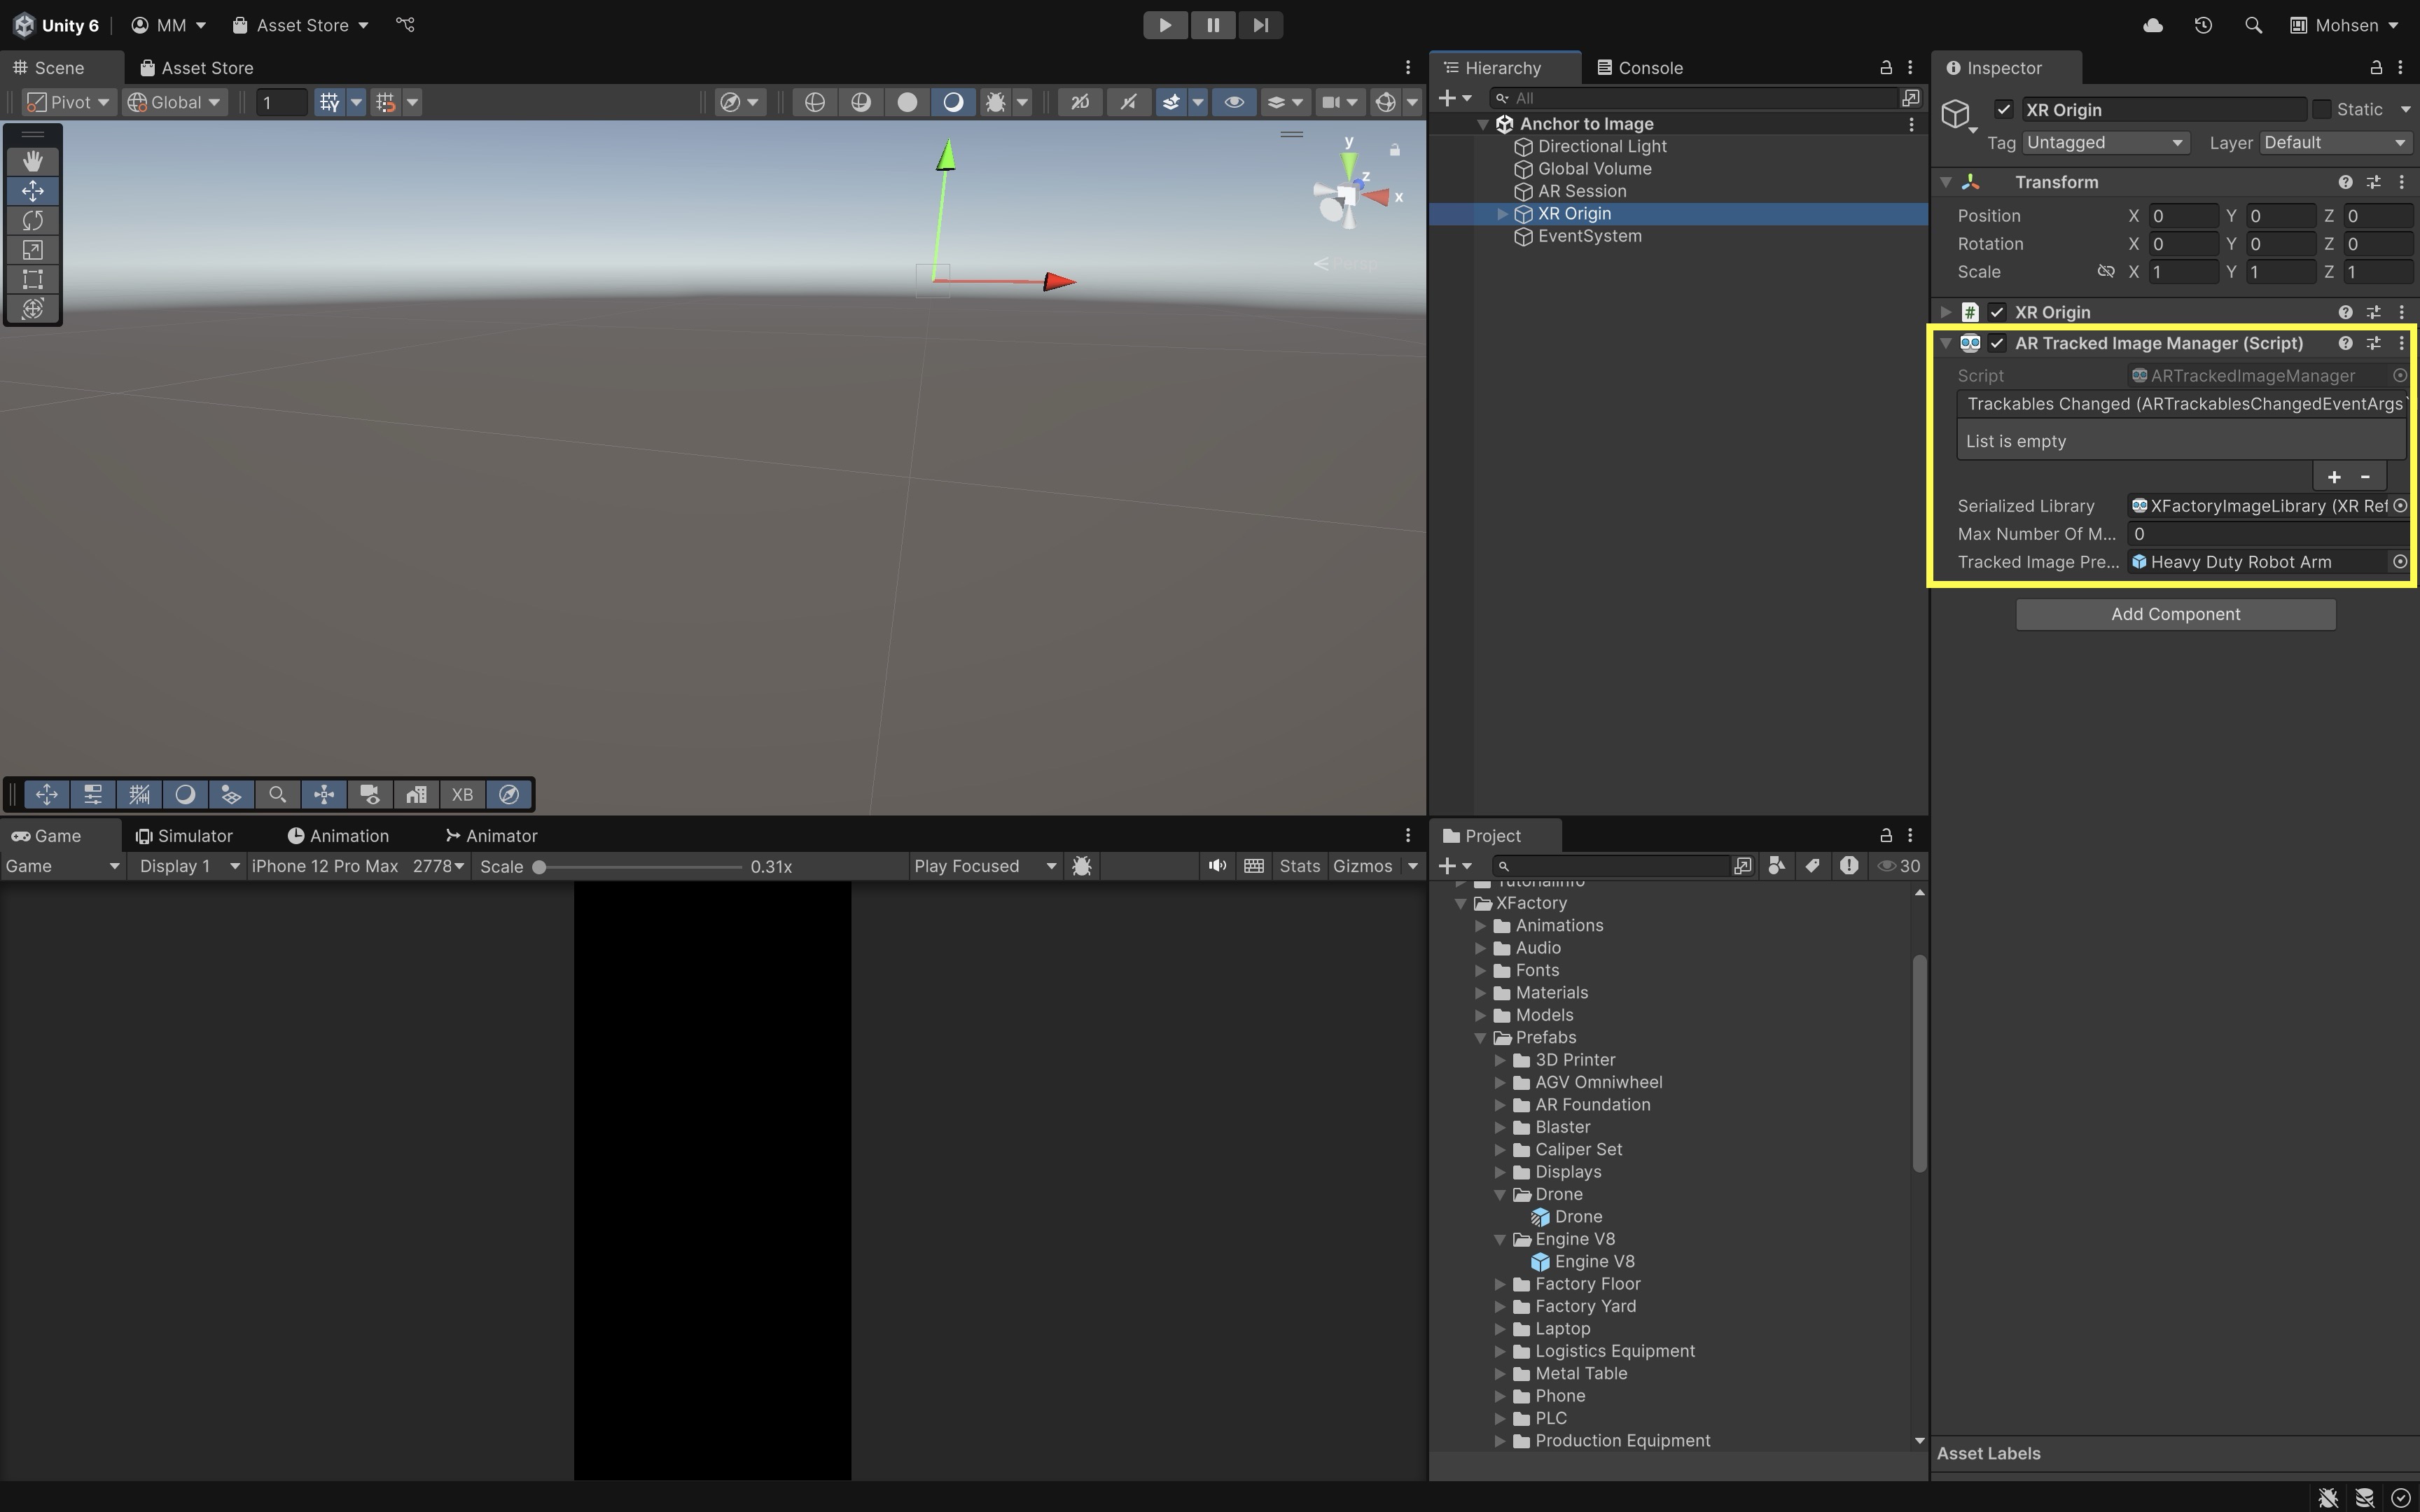 Unity 6 MM Asset Store Mohsen
Scene Asset Store
Pivot Global 1 2D
y
z
x
Persp
XB
Hierarchy Console
All
Anchor to Image
Directional Light
Global Volume
AR Session
XR Origin
EventSystem
Inspector
XR Origin Static
Tag Untagged Layer Default
Transform
Position X 0 Y 0 Z 0
Rotation X 0 Y 0 Z 0
Scale X 1 Y 1 Z 1
# XR Origin
AR Tracked Image Manager (Script)
Script ARTrackedImageManager
Trackables Changed (ARTrackablesChangedEventArgs
List is empty
+ -
Serialized Library XFactoryImageLibrary (XR Ref
Max Number Of M... 0
Tracked Image Pre... Heavy Duty Robot Arm
Add Component
Game Simulator Animation Animator
Game Display 1 iPhone 12 Pro Max 2778 Scale 0.31x Play Focused Stats Gizmos
Project
30
TutorialInfo
XFactory
Animations
Audio
Fonts
Materials
Models
Prefabs
3D Printer
AGV Omniwheel
AR Foundation
Blaster
Caliper Set
Displays
Drone
Drone
Engine V8
Engine V8
Factory Floor
Factory Yard
Laptop
Logistics Equipment
Metal Table
Phone
PLC
Production Equipment
Asset Labels